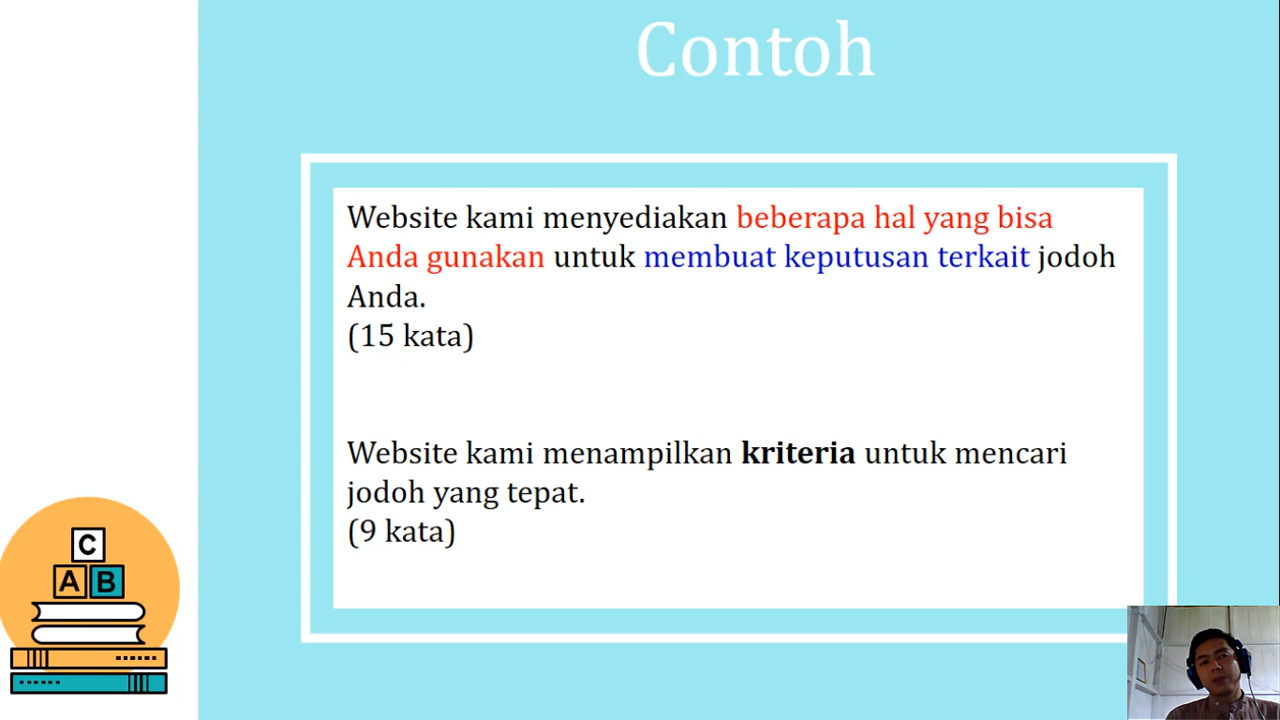 Contoh
Website kami menyediakan beberapa hal yang bisa
Anda gunakan untuk membuat keputusan terkait jodoh
Anda.
(15 kata)
Website kami menampilkan kriteria untuk mencari
jodoh yang tepat.
(9 kata)
C
A B